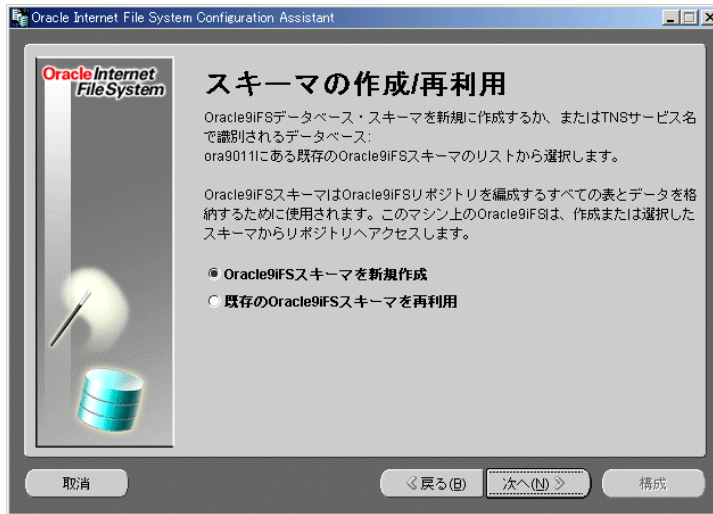 Oracle Internet File System Configuration Assistant
Oracle Internet
File System
スキーマの作成/再利用
Oracle9iFSデータベース・スキーマを新規に作成するか、またはTNSサービス名
で識別されるデータベース:
ora9011にある既存のOracle9iFSスキーマのリストから選択します。
Oracle9iFSスキーマはOracle9iFSリポジトリを編成するすべての表とデータを格
納するために使用されます。このマシン上のOracle9iFSは、作成または選択した
スキーマからリポジトリへアクセスします。
Oracle9iFSスキーマを新規作成
既存のOracle9iFSスキーマを再利用
取消
戻る(B)
次へ(N)
構成